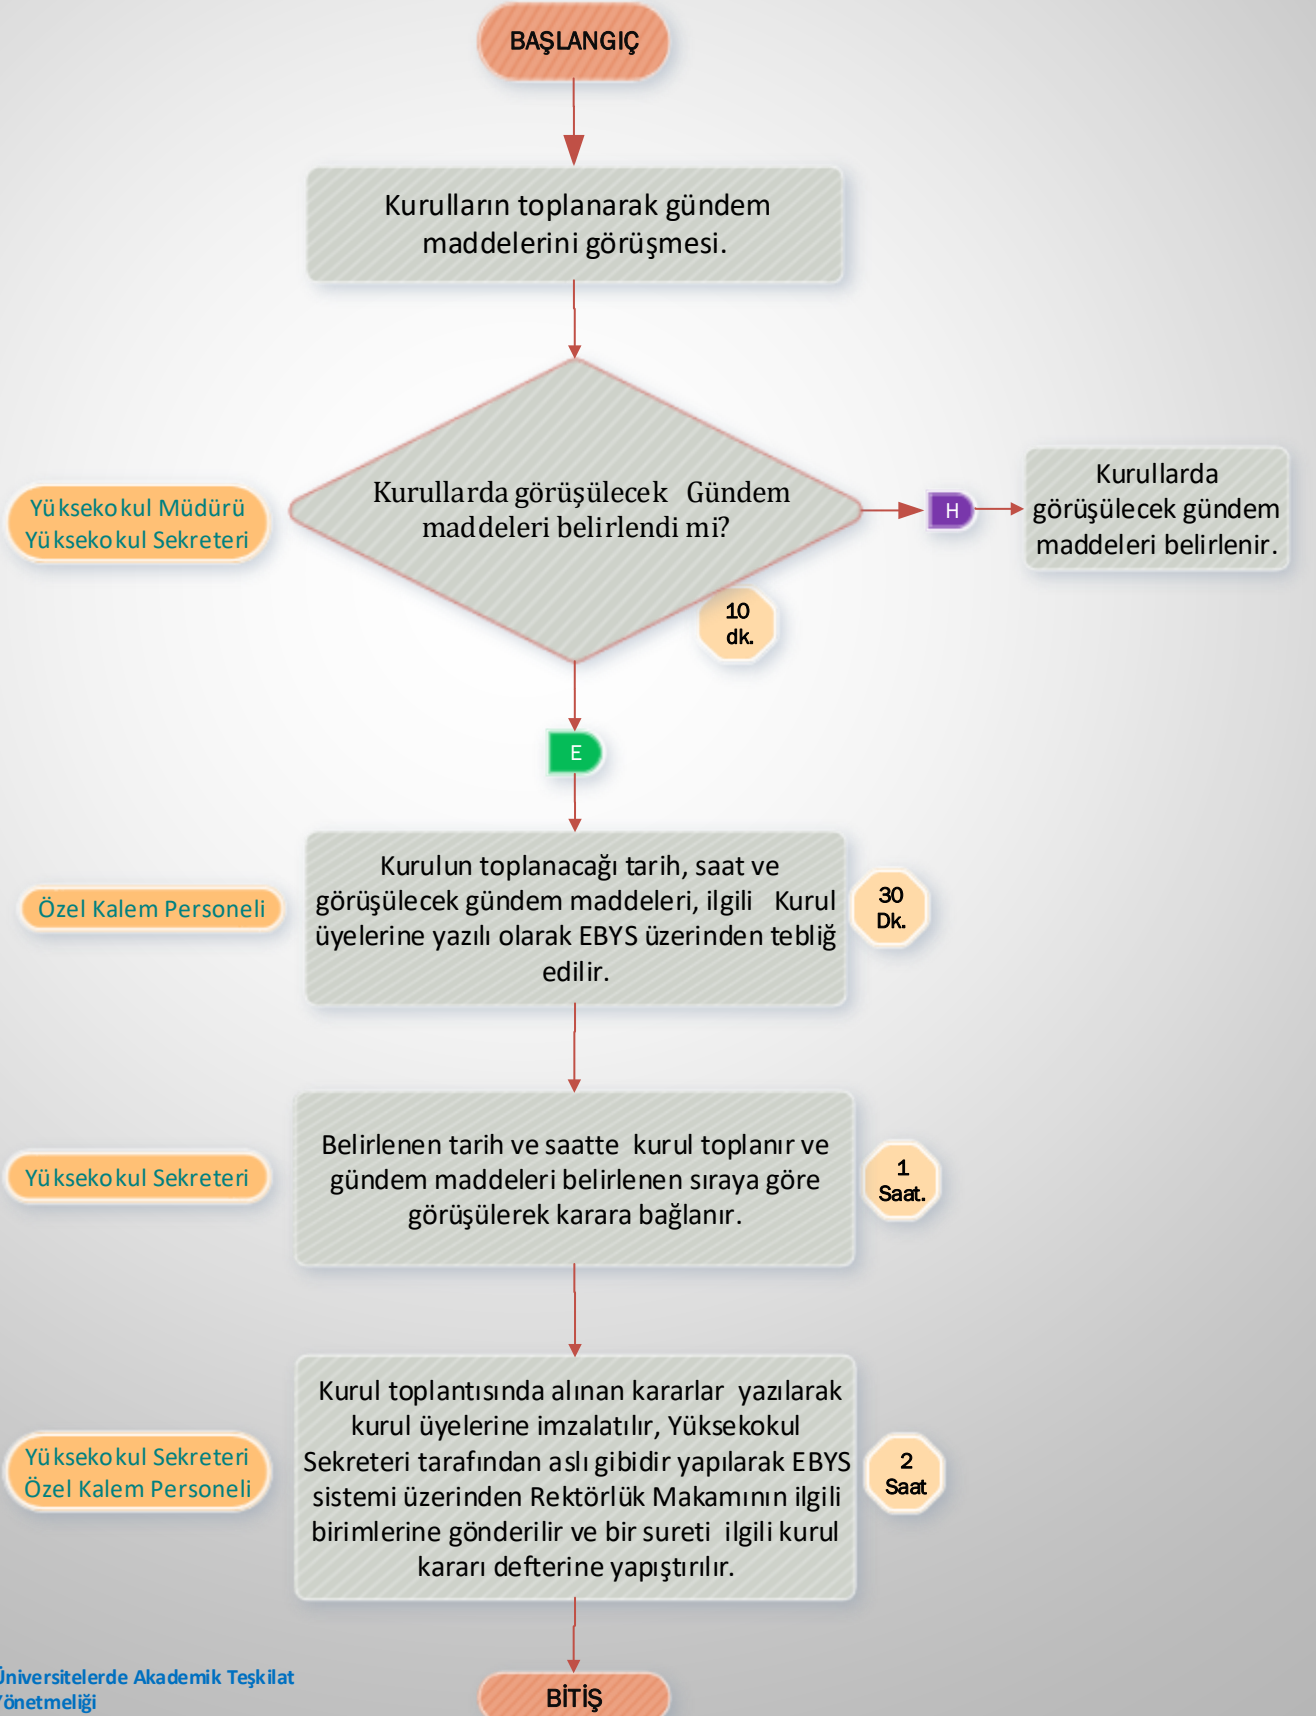 BAŞLANGIÇ
Kurulların toplanarak gündem
maddelerini görüşmesi.
Yüksekokul Müdürü
Yüksekokul Sekreteri
Kurullarda görüşülecek Gündem
maddeleri belirlendi mi?
H
Kurullarda
görüşülecek gündem
maddeleri belirlenir.
10
dk.
E
Özel Kalem Personeli
Kurulun toplanacağı tarih, saat ve
görüşülecek gündem maddeleri, ilgili Kurul
üyelerine yazılı olarak EBYS üzerinden tebliğ
edilir.
30
Dk.
Yüksekokul Sekreteri
Belirlenen tarih ve saatte kurul toplanır ve
gündem maddeleri belirlenen sıraya göre
görüşülerek karara bağlanır.
1
Saat.
Yüksekokul Sekreteri
Özel Kalem Personeli
Kurul toplantısında alınan kararlar yazılarak
kurul üyelerine imzalatılır, Yüksekokul
Sekreteri tarafından aslı gibidir yapılarak EBYS
sistemi üzerinden Rektörlük Makamının ilgili
birimlerine gönderilir ve bir sureti ilgili kurul
kararı defterine yapıştırılır.
2
Saat
Üniversitelerde Akademik Teşkilat
Yönetmeliği
BİTİŞ